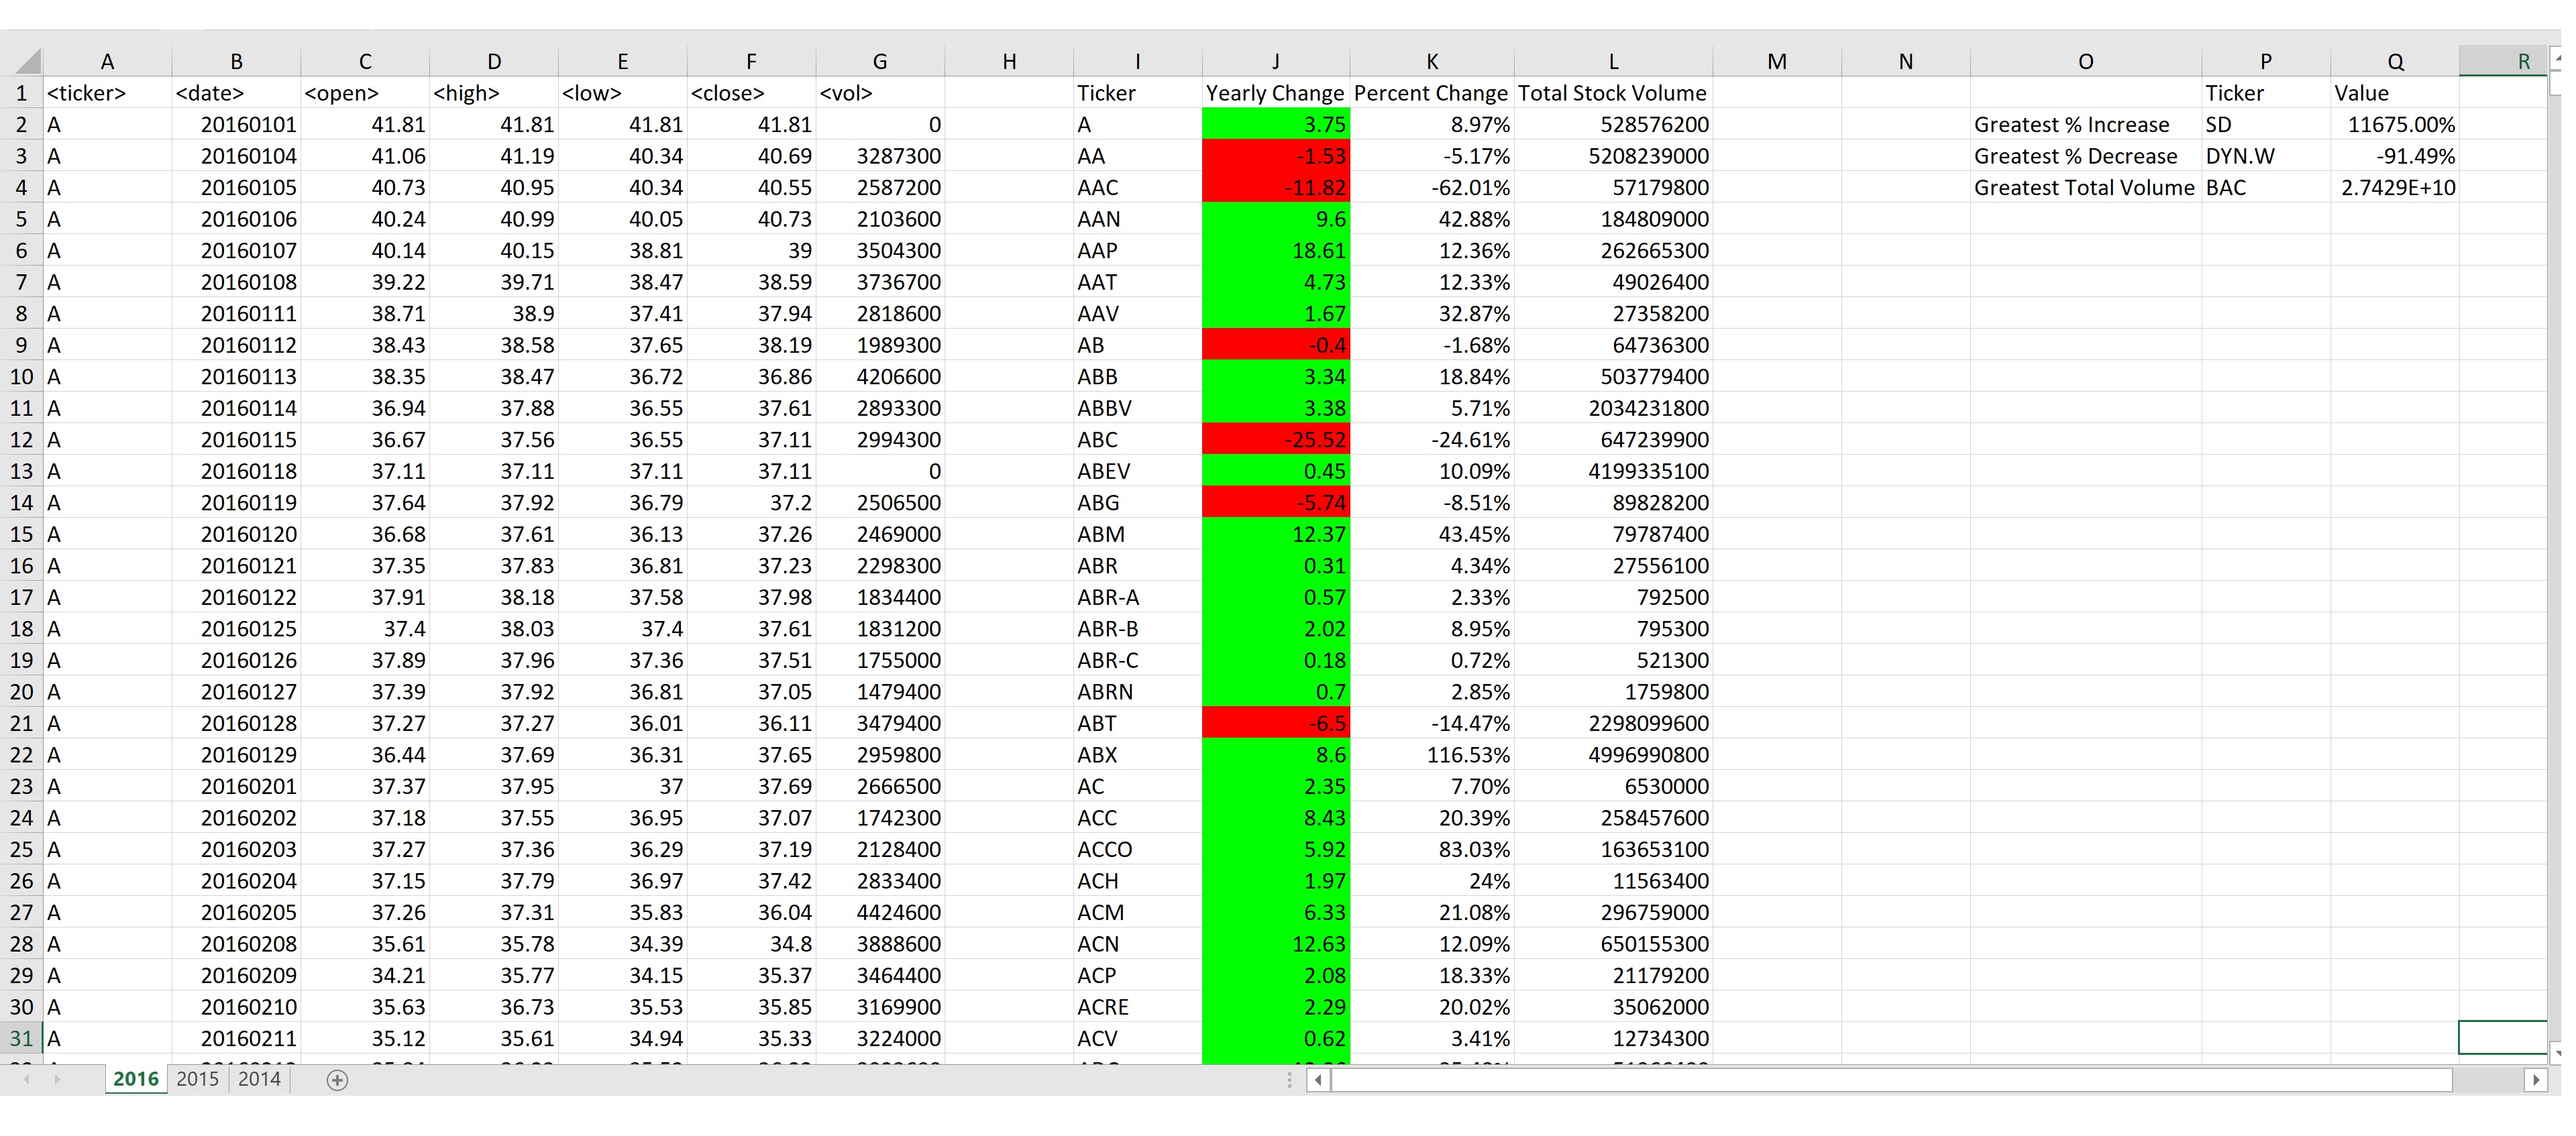 A B C D E F G H I J K L M N O P Q R
1 <ticker> <date> <open> <high> <low> <close> <vol> Ticker Yearly Change Percent Change Total Stock Volume Ticker Value
2 A 20160101 41.81 41.81 41.81 41.81 0 A 3.75 8.97% 528576200 Greatest % Increase SD 11675.00%
3 A 20160104 41.06 41.19 40.34 40.69 3287300 AA -1.53 -5.17% 5208239000 Greatest % Decrease DYN.W -91.49%
4 A 20160105 40.73 40.95 40.34 40.55 2587200 AAC -11.82 -62.01% 57179800 Greatest Total Volume BAC 2.7429E+10
5 A 20160106 40.24 40.99 40.05 40.73 2103600 AAN 9.6 42.88% 184809000
6 A 20160107 40.14 40.15 38.81 39 3504300 AAP 18.61 12.36% 262665300
7 A 20160108 39.22 39.71 38.47 38.59 3736700 AAT 4.73 12.33% 49026400
8 A 20160111 38.71 38.9 37.41 37.94 2818600 AAV 1.67 32.87% 27358200
9 A 20160112 38.43 38.58 37.65 38.19 1989300 AB -0.4 -1.68% 64736300
10 A 20160113 38.35 38.47 36.72 36.86 4206600 ABB 3.34 18.84% 503779400
11 A 20160114 36.94 37.88 36.55 37.61 2893300 ABBV 3.38 5.71% 2034231800
12 A 20160115 36.67 37.56 36.55 37.11 2994300 ABC -25.52 -24.61% 647239900
13 A 20160118 37.11 37.11 37.11 37.11 0 ABEV 0.45 10.09% 4199335100
14 A 20160119 37.64 37.92 36.79 37.2 2506500 ABG -5.74 -8.51% 89828200
15 A 20160120 36.68 37.61 36.13 37.26 2469000 ABM 12.37 43.45% 79787400
16 A 20160121 37.35 37.83 36.81 37.23 2298300 ABR 0.31 4.34% 27556100
17 A 20160122 37.91 38.18 37.58 37.98 1834400 ABR-A 0.57 2.33% 792500
18 A 20160125 37.4 38.03 37.4 37.61 1831200 ABR-B 2.02 8.95% 795300
19 A 20160126 37.89 37.96 37.36 37.51 1755000 ABR-C 0.18 0.72% 521300
20 A 20160127 37.39 37.92 36.81 37.05 1479400 ABRN 0.7 2.85% 1759800
21 A 20160128 37.27 37.27 36.01 36.11 3479400 ABT -6.5 -14.47% 2298099600
22 A 20160129 36.44 37.69 36.31 37.65 2959800 ABX 8.6 116.53% 4996990800
23 A 20160201 37.37 37.95 37 37.69 2666500 AC 2.35 7.70% 6530000
24 A 20160202 37.18 37.55 36.95 37.07 1742300 ACC 8.43 20.39% 258457600
25 A 20160203 37.27 37.36 36.29 37.19 2128400 ACCO 5.92 83.03% 163653100
26 A 20160204 37.15 37.79 36.97 37.42 2833400 ACH 1.97 24% 11563400
27 A 20160205 37.26 37.31 35.83 36.04 4424600 ACM 6.33 21.08% 296759000
28 A 20160208 35.61 35.78 34.39 34.8 3888600 ACN 12.63 12.09% 650155300
29 A 20160209 34.21 35.77 34.15 35.37 3464400 ACP 2.08 18.33% 21179200
30 A 20160210 35.63 36.73 35.53 35.85 3169900 ACRE 2.29 20.02% 35062000
31 A 20160211 35.12 35.61 34.94 35.33 3224000 ACV 0.62 3.41% 12734300
2016 2015 2014